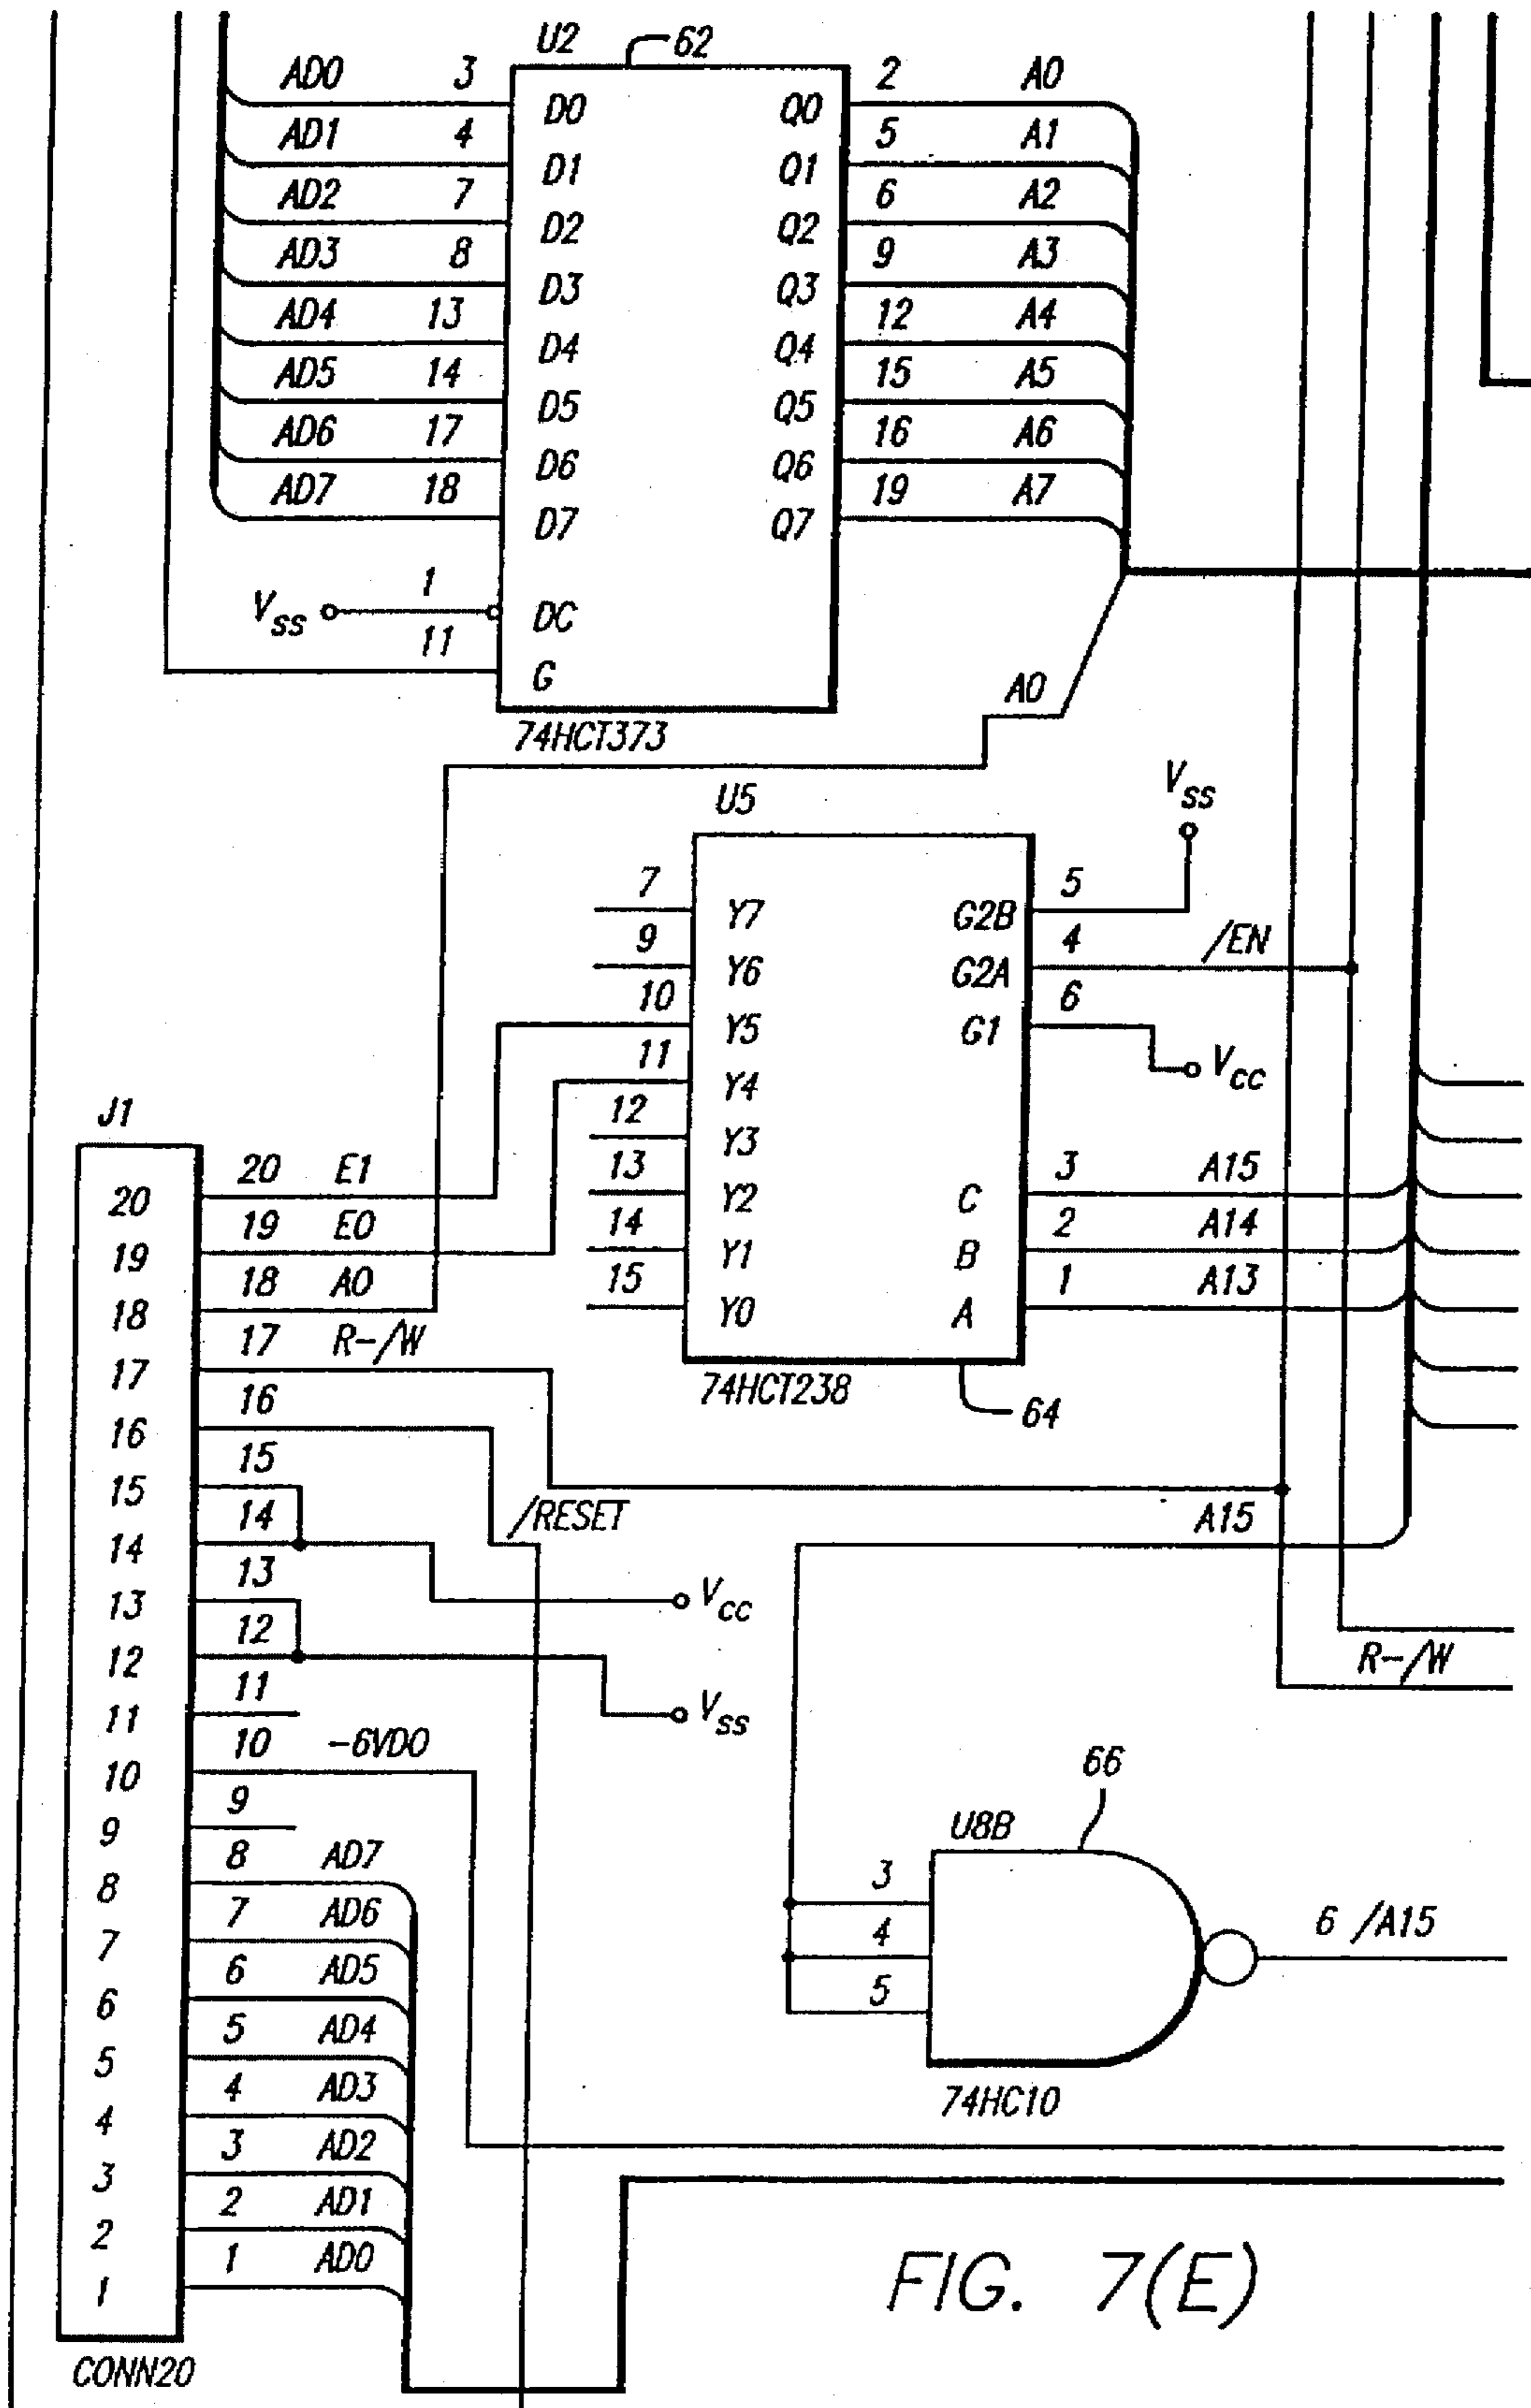 U2 62
AD0 3 D0 Q0 2 A0
AD1 4 D1 Q1 5 A1
AD2 7 D2 Q2 6 A2
AD3 8 D3 Q3 9 A3
AD4 13 D4 Q4 12 A4
AD5 14 D5 Q5 15 A5
AD6 17 D6 Q6 16 A6
AD7 18 D7 Q7 19 A7
Vss 1 DC
11 G
A0
74HCT373
U5
Vss
7 Y7 G2B 5
9 Y6 G2A 4 /EN
10 Y5 G1 6
Vcc
11 Y4
12 Y3
13 Y2 C 3 A15
14 Y1 B 2 A14
15 Y0 A 1 A13
74HCT238
64
J1
20 20 E1
19 19 E0
18 18 A0
17 17 R-/W
16 16
/RESET
15 15
14 14
Vcc
13 13
12 12
Vss
11 11
10 10 -6VDO
9 9
8 8 AD7
7 7 AD6
6 6 AD5
5 5 AD4
4 4 AD3
3 3 AD2
2 2 AD1
1 1 AD0
CONN20
A15
R-/W
66
U8B
3
4
5
6 /A15
74HC10
FIG. 7(E)